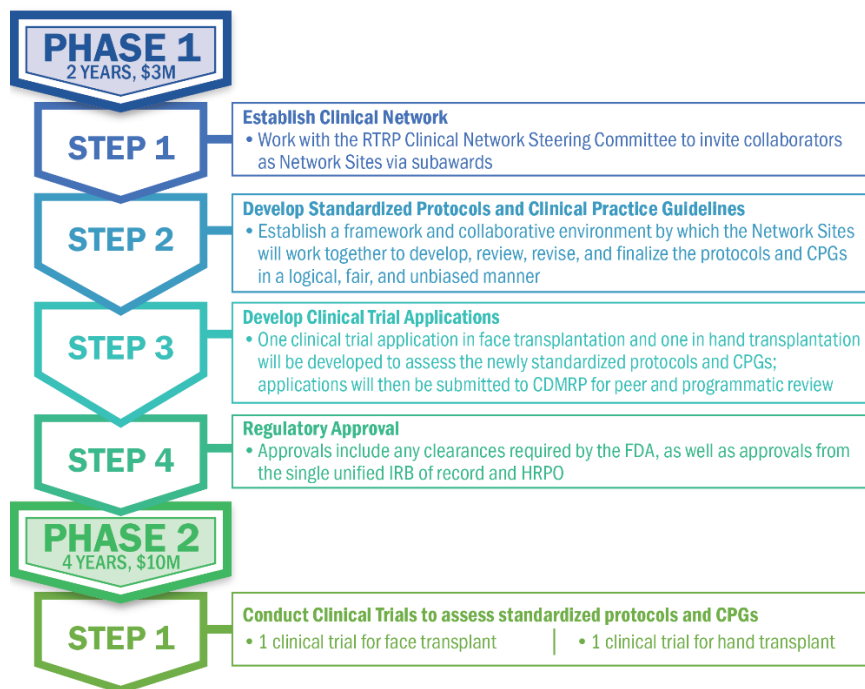 PHASE 1
2 YEARS, $3M
STEP 1
Establish Clinical Network
• Work with the RTRP Clinical Network Steering Committee to invite collaborators
as Network Sites via subawards
STEP 2
Develop Standardized Protocols and Clinical Practice Guidelines
• Establish a framework and collaborative environment by which the Network Sites
will work together to develop, review, revise, and finalize the protocols and CPGs
in a logical, fair, and unbiased manner
STEP 3
Develop Clinical Trial Applications
• One clinical trial application in face transplantation and one in hand transplantation
will be developed to assess the newly standardized protocols and CPGs;
applications will then be submitted to CDMRP for peer and programmatic review
STEP 4
Regulatory Approval
• Approvals include any clearances required by the FDA, as well as approvals from
the single unified IRB of record and HRPO
PHASE 2
4 YEARS, $10M
STEP 1
Conduct Clinical Trials to assess standardized protocols and CPGs
• 1 clinical trial for face transplant
• 1 clinical trial for hand transplant